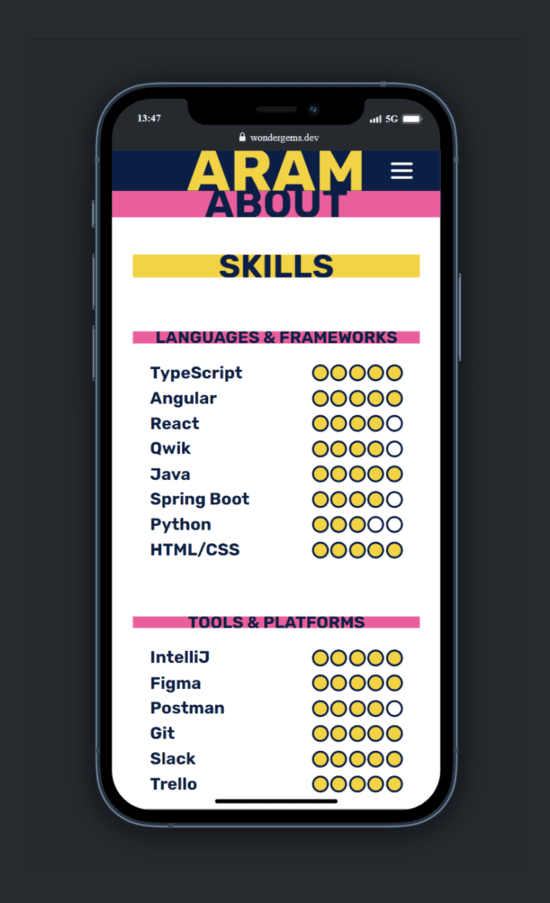 13:47
5G
wondergems.dev
ARAM
ABOUT
SKILLS
LANGUAGES & FRAMEWORKS
TypeScript
Angular
React
Qwik
Java
Spring Boot
Python
HTML/CSS
TOOLS & PLATFORMS
IntelliJ
Figma
Postman
Git
Slack
Trello